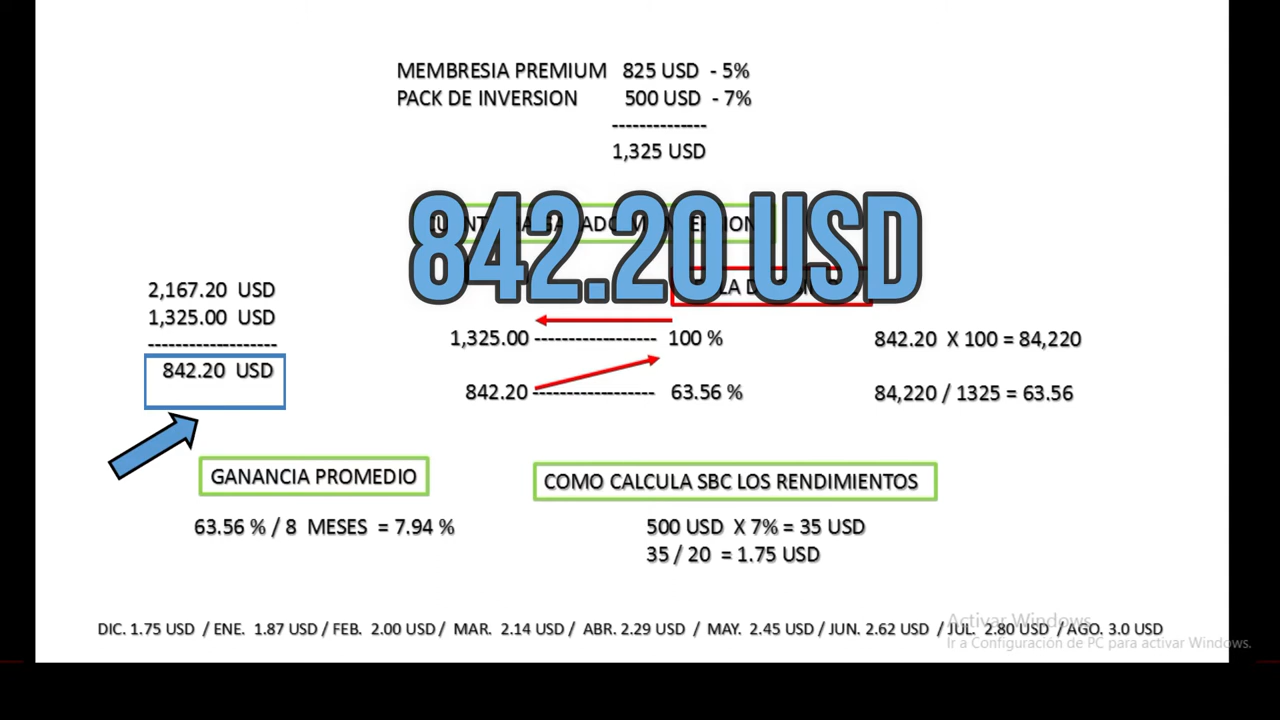 MEMBRESIA PREMIUM 825 USD - 5%
PACK DE INVERSION 500 USD - 7%
--------------
1,325 USD
842.20 USD
2,167.20 USD
1,325.00 USD
-------------------
842.20 USD
1,325.00 ------------------ 100 %
842.20 ------------------ 63.56 %
842.20 X 100 = 84,220
84,220 / 1325 = 63.56
GANANCIA PROMEDIO
63.56 % / 8 MESES = 7.94 %
COMO CALCULA SBC LOS RENDIMIENTOS
500 USD X 7% = 35 USD
35 / 20 = 1.75 USD
DIC. 1.75 USD / ENE. 1.87 USD / FEB. 2.00 USD / MAR. 2.14 USD / ABR. 2.29 USD / MAY. 2.45 USD / JUN. 2.62 USD / JUL. 2.80 USD / AGO. 3.0 USD
Activar Windows
Ir a Configuración de PC para activar Windows.